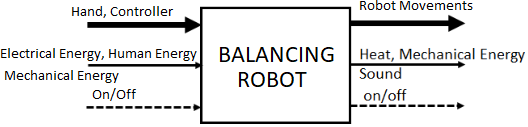 Hand, Controller
Robot Movements
Electrical Energy, Human Energy
BALANCING
Heat, Mechanical Energy
Mechanical Energy
ROBOT
Sound
On/Off
on/off